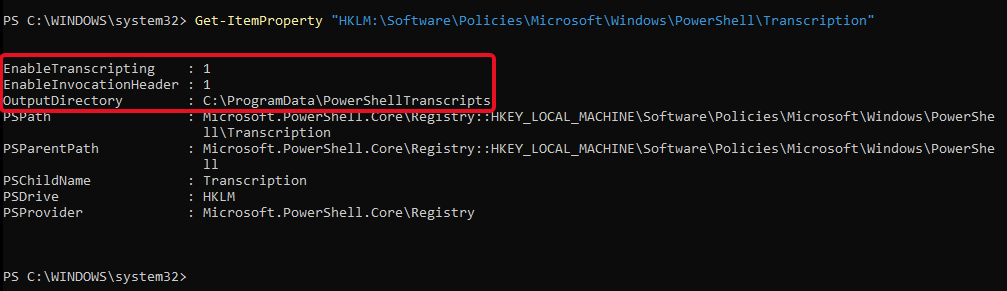 PS C:\WINDOWS\system32> Get-ItemProperty "HKLM:\Software\Policies\Microsoft\Windows\PowerShell\Transcription"
EnableTranscripting : 1
EnableInvocationHeader : 1
OutputDirectory : C:\ProgramData\PowerShellTranscripts
PSPath : Microsoft.PowerShell.Core\Registry::HKEY_LOCAL_MACHINE\Software\Policies\Microsoft\Windows\PowerShe
ll\Transcription
PSParentPath : Microsoft.PowerShell.Core\Registry::HKEY_LOCAL_MACHINE\Software\Policies\Microsoft\Windows\PowerShe
ll
PSChildName : Transcription
PSDrive : HKLM
PSProvider : Microsoft.PowerShell.Core\Registry
PS C:\WINDOWS\system32>